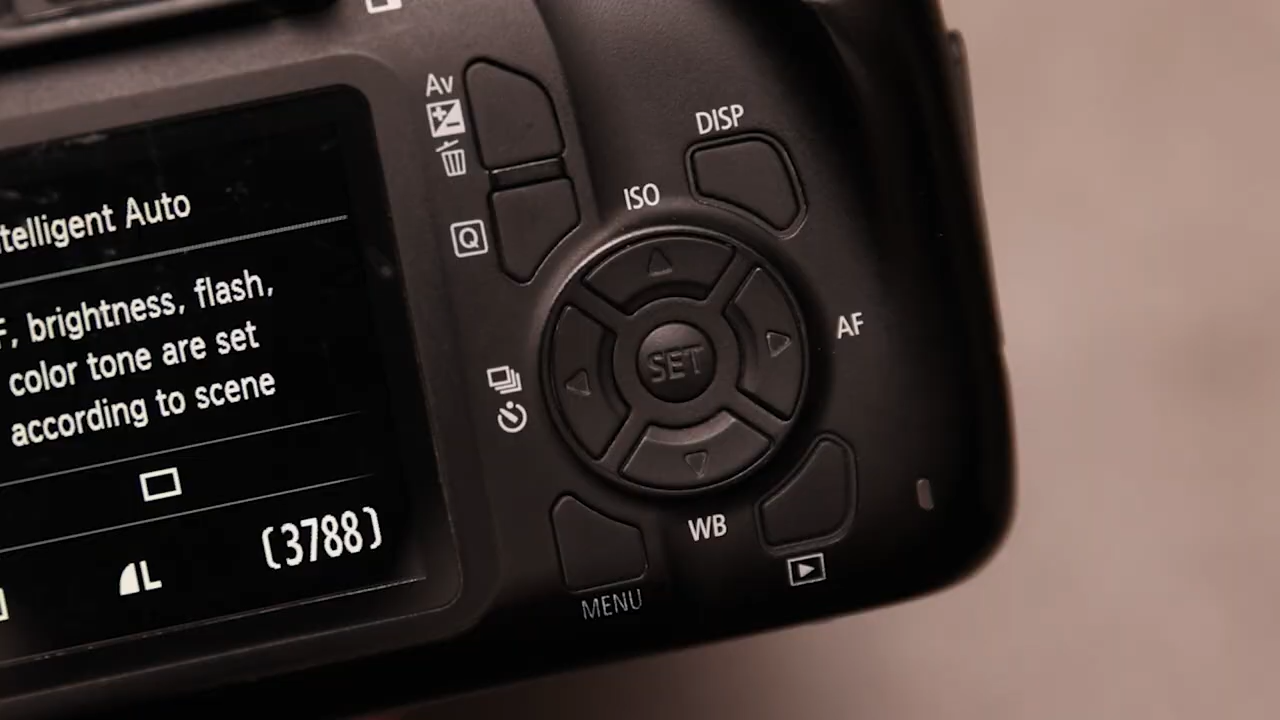 telligent Auto
F, brightness, flash,
color tone are set
according to scene
L
(3788)
Av
Q
DISP
ISO
AF
SET
WB
MENU